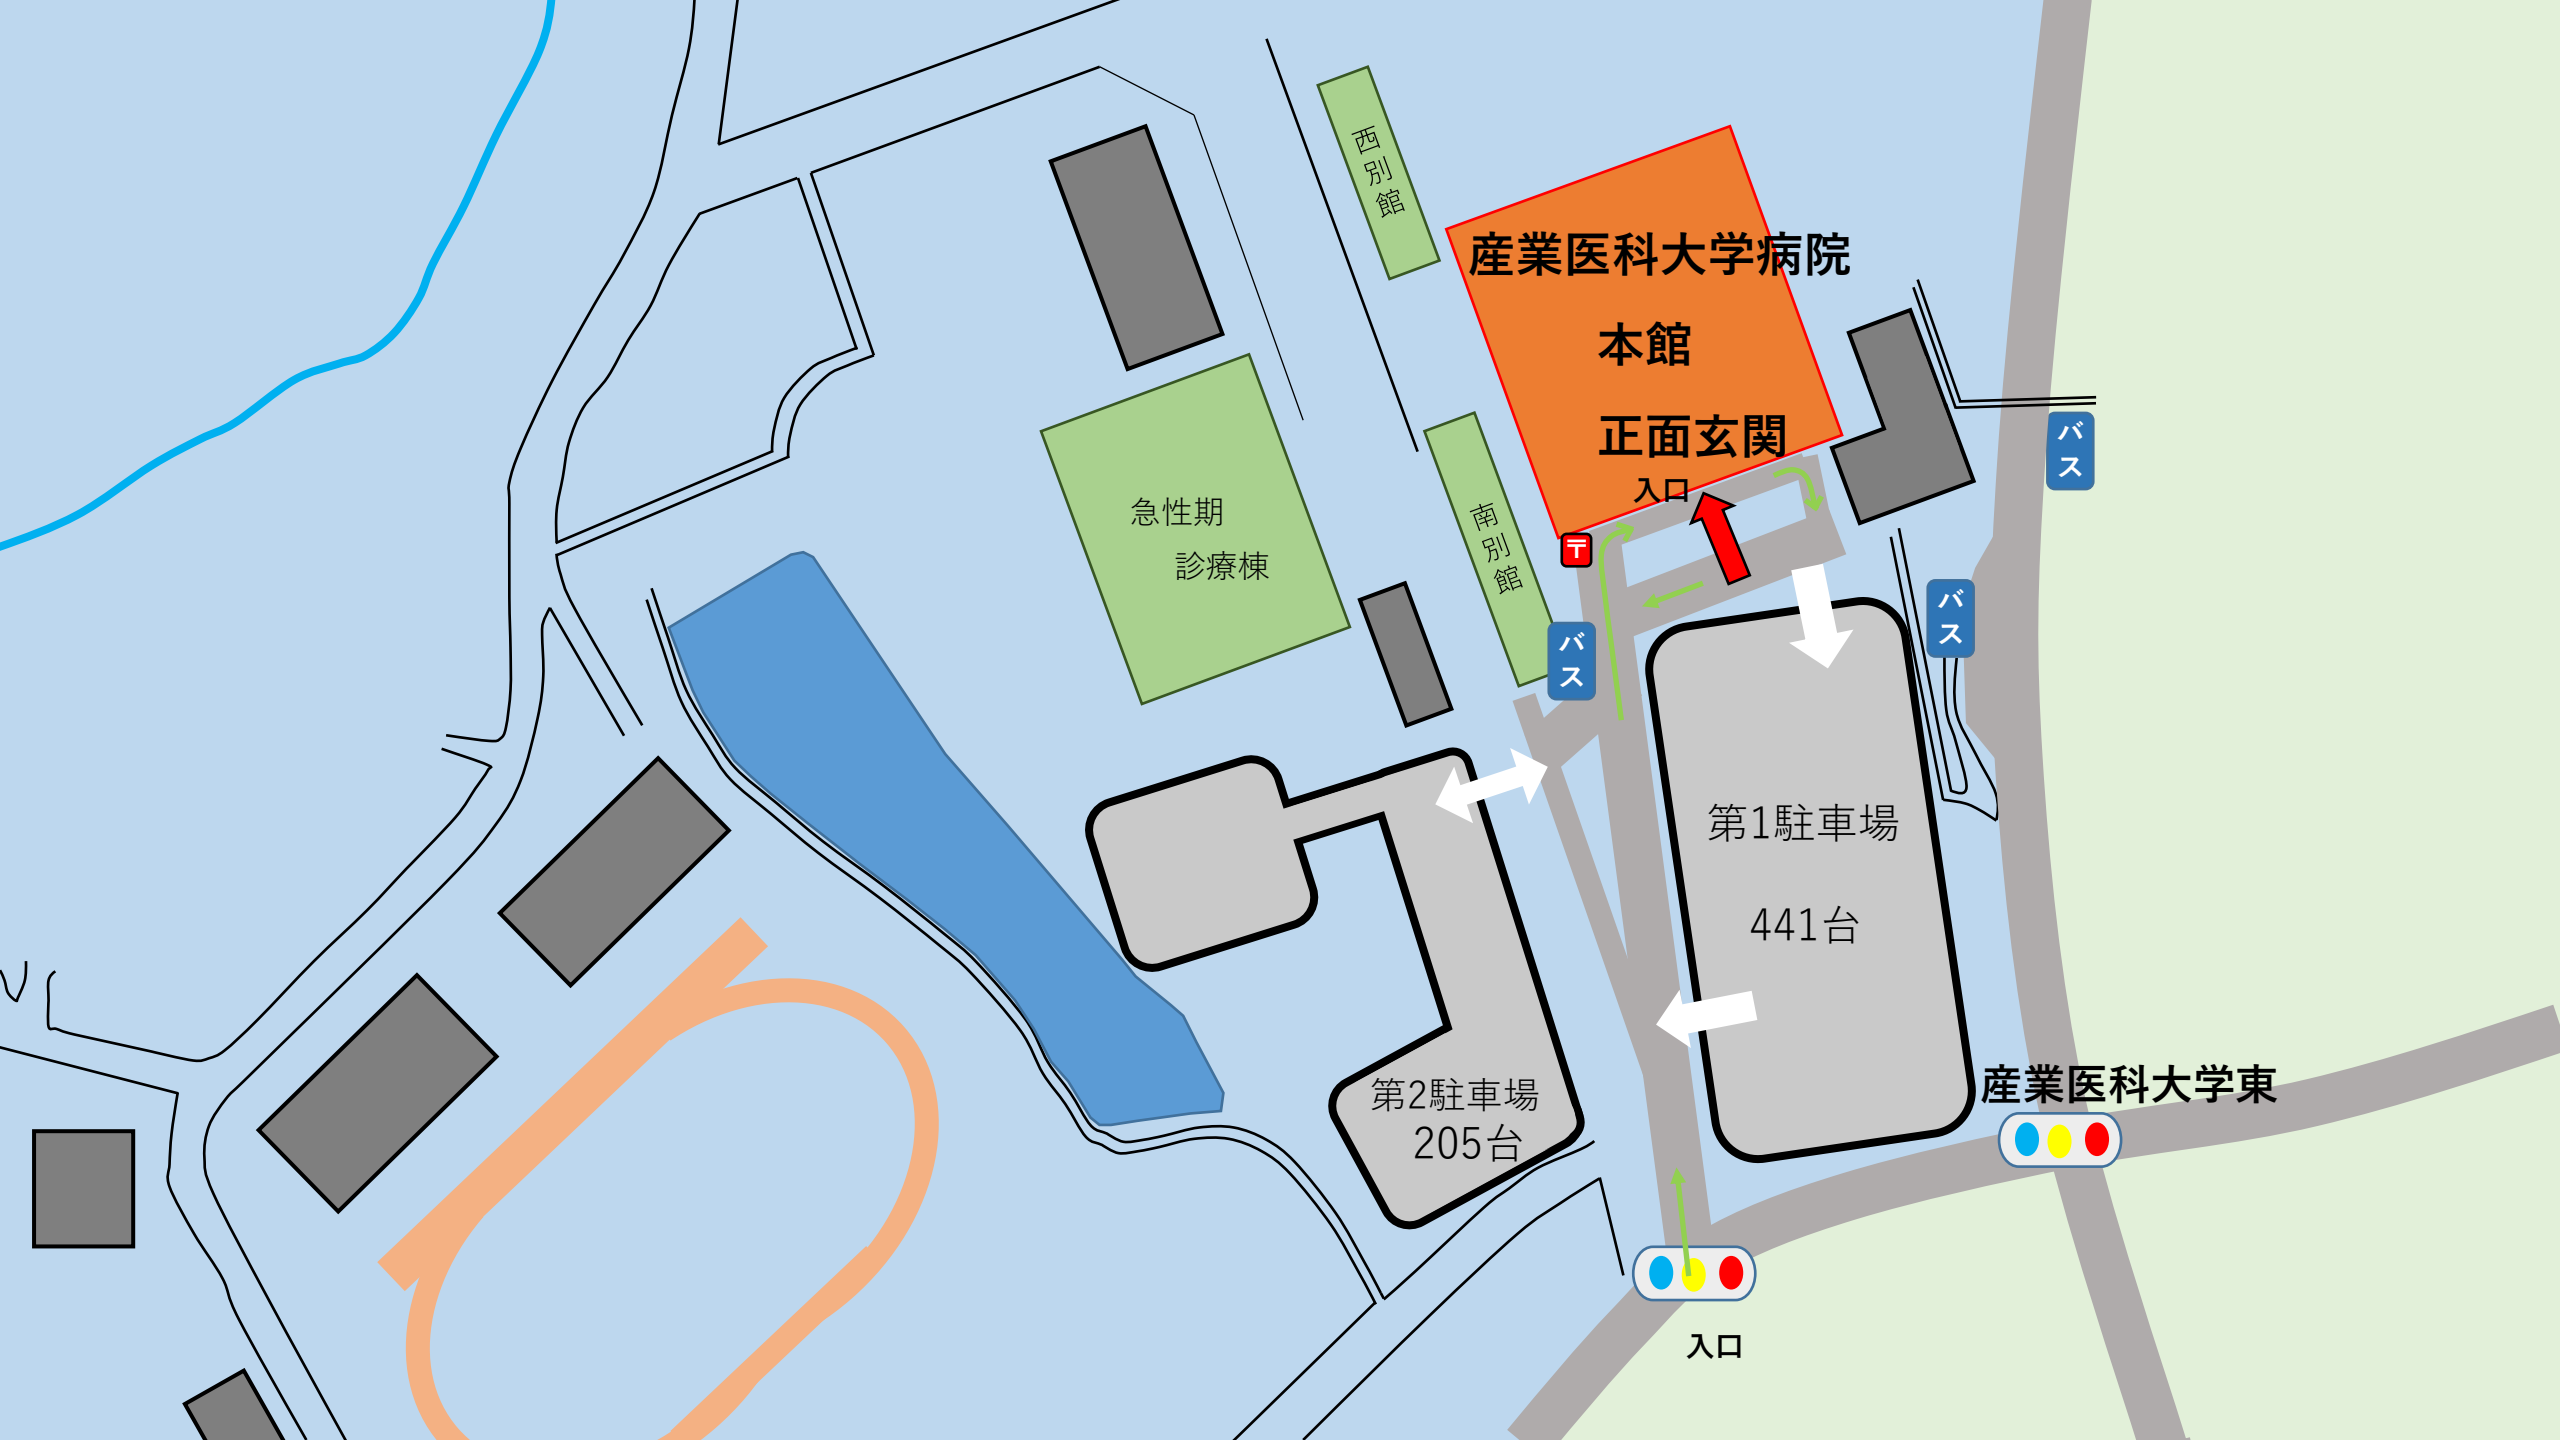 西別館
産業医科大学病院
本館
正面玄関
入口
〒
バス
バス
バス
急性期
診療棟
南別館
第1駐車場
441台
第2駐車場
205台
産業医科大学東
入口